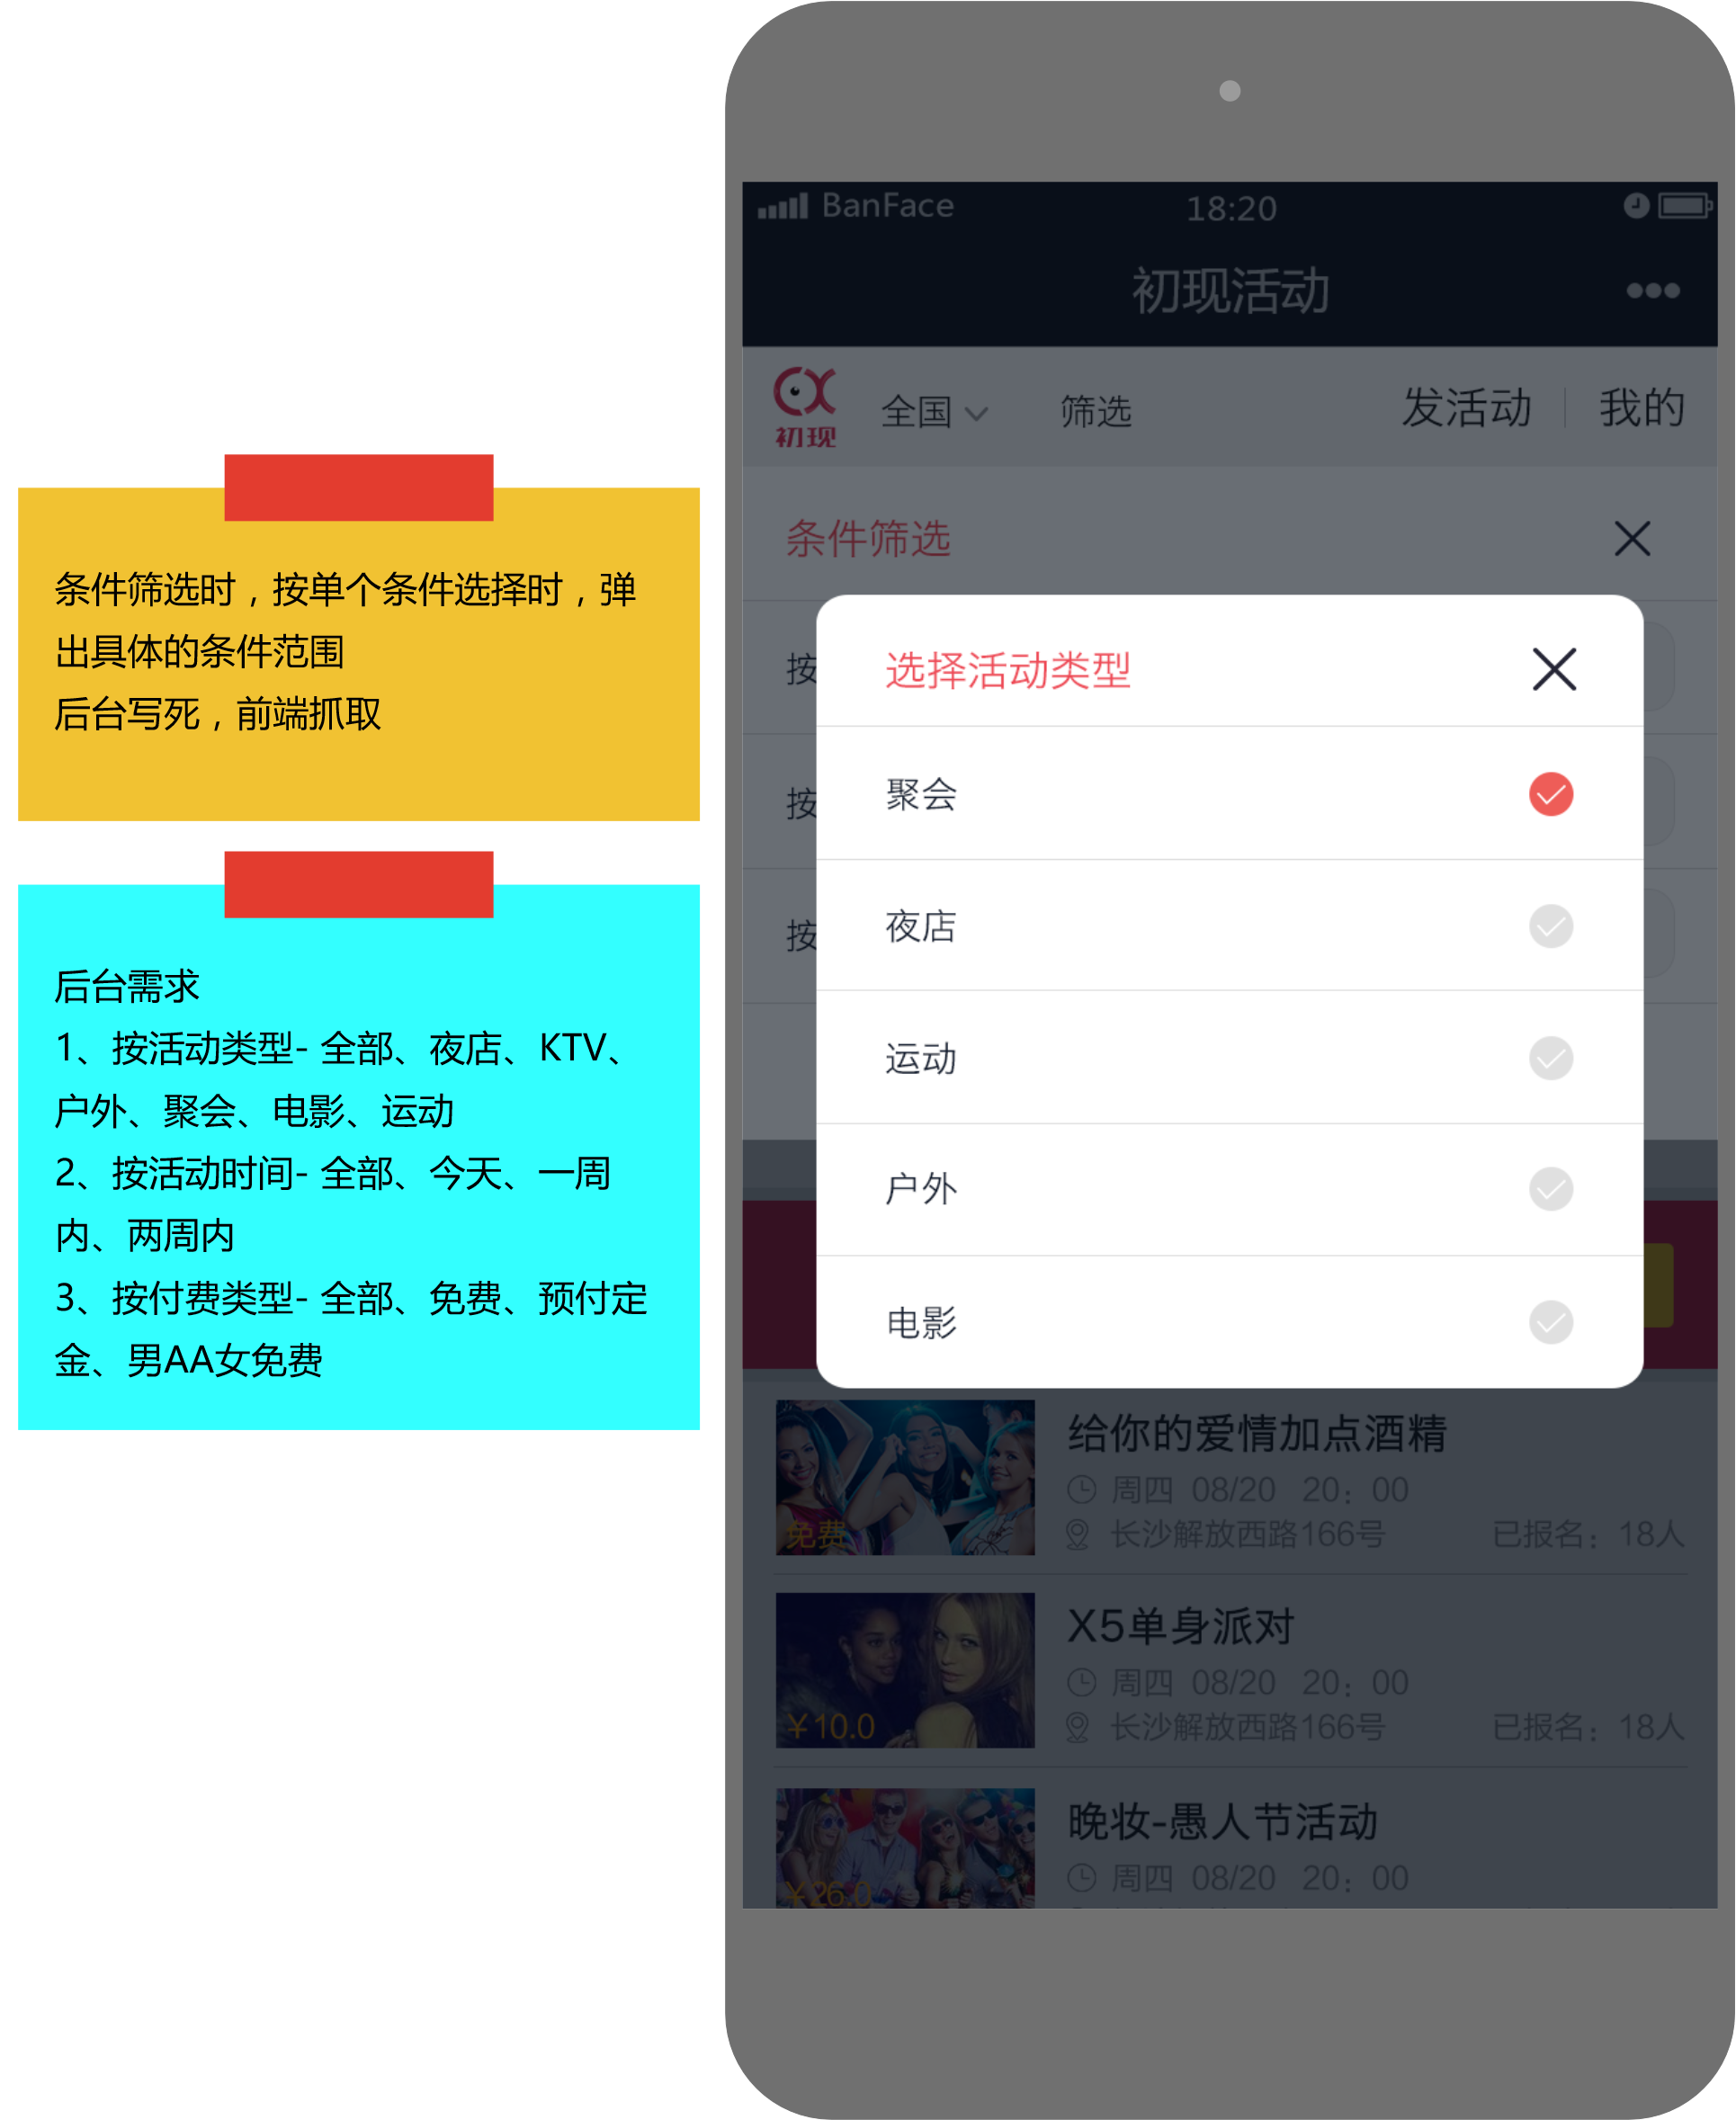 条件筛选时，按单个条件选择时，弹
出具体的条件范围
后台写死，前端抓取
后台需求
1、按活动类型- 全部、夜店、KTV、
户外、聚会、电影、运动
2、按活动时间- 全部、今天、一周
内、两周内
3、按付费类型- 全部、免费、预付定
金、男AA女免费
BanFace 18:20
初现活动
初现 全国 筛选 发活动 我的
条件筛选
选择活动类型
按
聚会
按
夜店
按
运动
户外
电影
给你的爱情加点酒精
周四 08/20 20：00
免费 长沙解放西路166号 已报名：18人
X5单身派对
周四 08/20 20：00
￥10.0 长沙解放西路166号 已报名：18人
晚妆-愚人节活动
周四 08/20 20：00
￥26.0